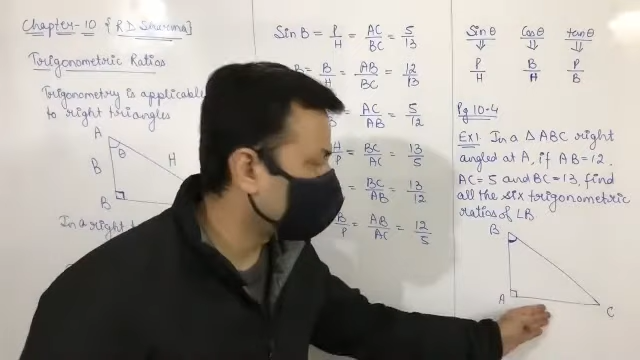 Chapter-10 {RD Sharma}
Trigonometric Ratios
Trigonometry is applicable
to right triangles
A
θ
B
H
B
In a right
Sin B = P/H = AC/BC = 5/13
B = B/H = AB/BC = 12/13
AC/AB = 5/12
H/P = BC/AC = 13/5
= BC/AB = 13/12
B/P = AB/AC = 12/5
Sinθ Cosθ tanθ
⇓ ⇓ ⇓
P/H B/H P/B
Pg 10.4
EX1 In a Δ ABC right
angled at A, if AB = 12,
AC = 5 and BC = 13, find
all the six trigonometric
ratios of ∠B
B
A
C